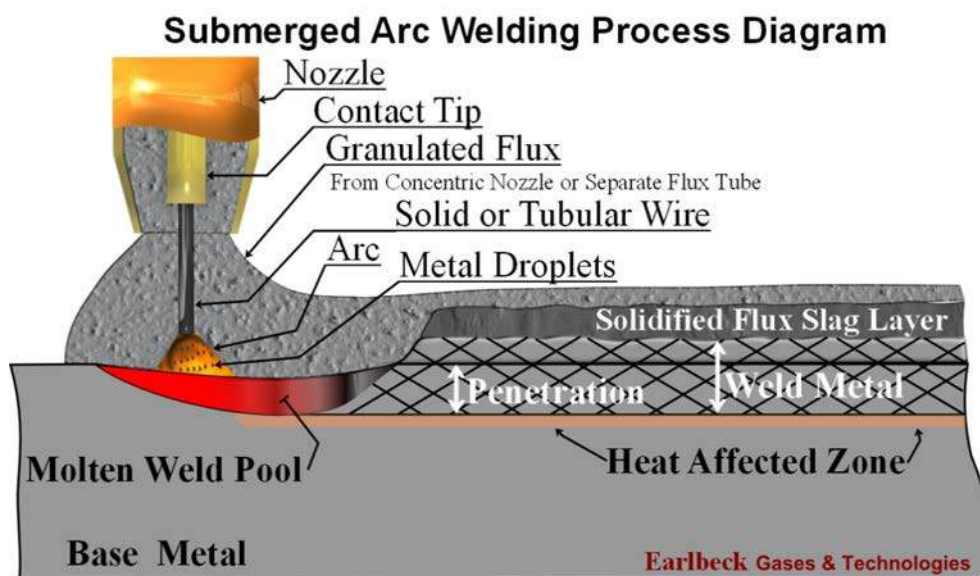 Submerged Arc Welding Process Diagram
Nozzle
Contact Tip
Granulated Flux
From Concentric Nozzle or Separate Flux Tube
Solid or Tubular Wire
Arc
Metal Droplets
Solidified Flux Slag Layer
Penetration
Weld Metal
Molten Weld Pool
Heat Affected Zone
Base Metal
Earlbeck Gases & Technologies